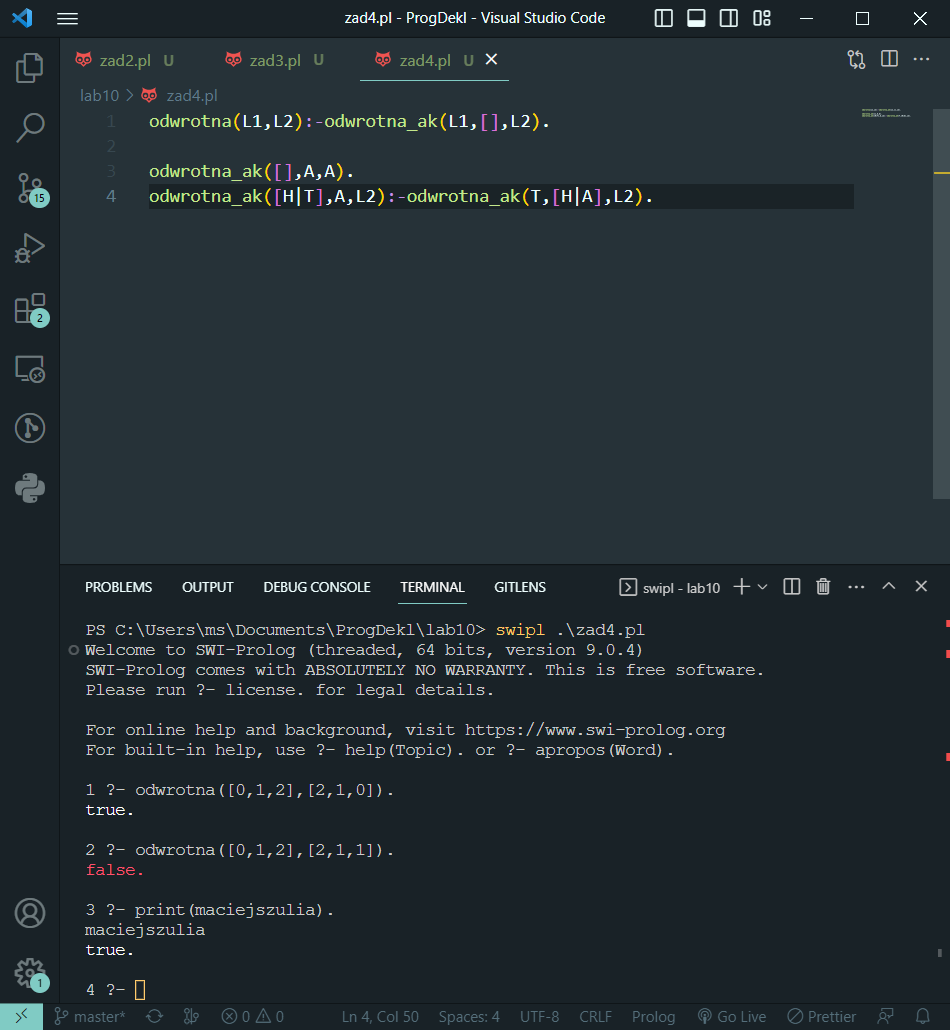 zad4.pl - ProgDekl - Visual Studio Code
zad2.pl U zad3.pl U zad4.pl U
lab10 > zad4.pl
1 odwrotna(L1,L2):-odwrotna_ak(L1,[],L2).
2
3 odwrotna_ak([],A,A).
4 odwrotna_ak([H|T],A,L2):-odwrotna_ak(T,[H|A],L2).
15
2
PROBLEMS OUTPUT DEBUG CONSOLE TERMINAL GITLENS swipl - lab10
PS C:\Users\ms\Documents\ProgDekl\lab10> swipl .\zad4.pl
Welcome to SWI-Prolog (threaded, 64 bits, version 9.0.4)
SWI-Prolog comes with ABSOLUTELY NO WARRANTY. This is free software.
Please run ?- license. for legal details.
For online help and background, visit https://www.swi-prolog.org
For built-in help, use ?- help(Topic). or ?- apropos(Word).
1 ?- odwrotna([0,1,2],[2,1,0]).
true.
2 ?- odwrotna([0,1,2],[2,1,1]).
false.
3 ?- print(maciejszulia).
maciejszulia
true.
4 ?-
1
master* 0 0 Ln 4, Col 50 Spaces: 4 UTF-8 CRLF Prolog Go Live Prettier